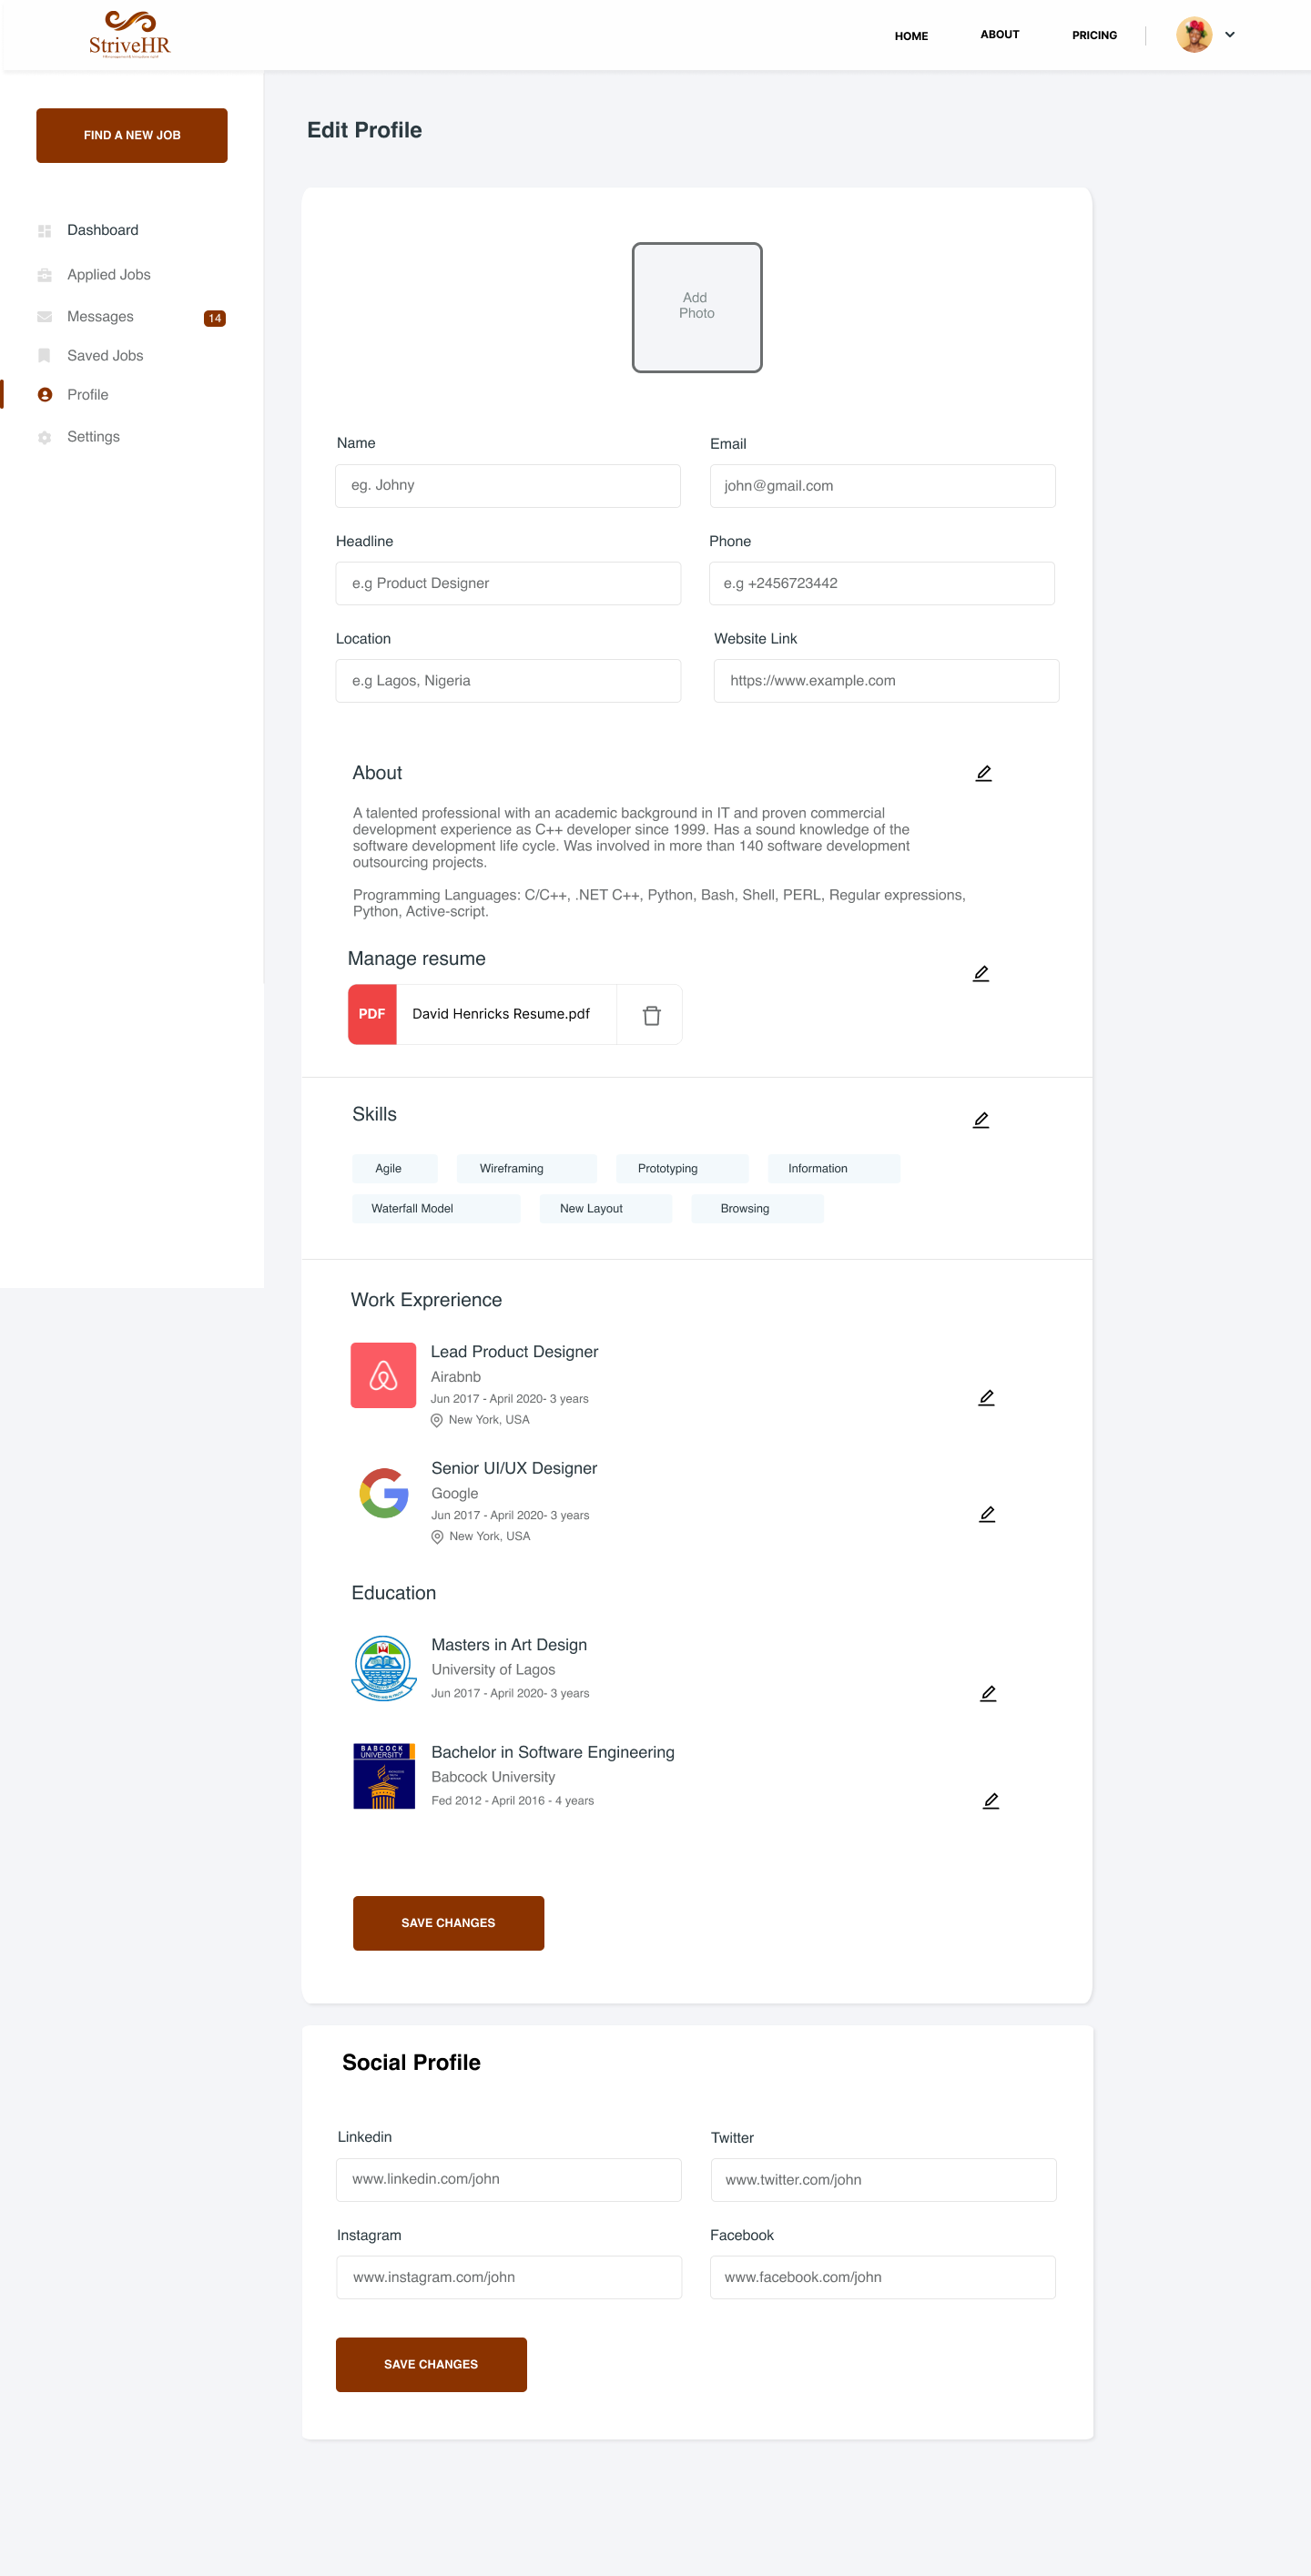 StriveHR
HOME
ABOUT
PRICING
FIND A NEW JOB
Dashboard
Applied Jobs
Messages
14
Saved Jobs
Profile
Settings
Edit Profile
Add
Photo
Name
Email
eg. Johny
john@gmail.com
Headline
Phone
e.g Product Designer
e.g +2456723442
Location
Website Link
e.g Lagos, Nigeria
https://www.example.com
About
A talented professional with an academic background in IT and proven commercial
development experience as C++ developer since 1999. Has a sound knowledge of the
software development life cycle. Was involved in more than 140 software development
outsourcing projects.
Programming Languages: C/C++, .NET C++, Python, Bash, Shell, PERL, Regular expressions,
Python, Active-script.
Manage resume
PDF
David Henricks Resume.pdf
Skills
Agile
Wireframing
Prototyping
Information
Waterfall Model
New Layout
Browsing
Work Exprerience
Lead Product Designer
Airabnb
Jun 2017 - April 2020- 3 years
New York, USA
Senior UI/UX Designer
Google
Jun 2017 - April 2020- 3 years
New York, USA
Education
Masters in Art Design
University of Lagos
Jun 2017 - April 2020- 3 years
BABCOCK
UNIVERSITY
Bachelor in Software Engineering
Babcock University
Fed 2012 - April 2016 - 4 years
SAVE CHANGES
Social Profile
Linkedin
Twitter
www.linkedin.com/john
www.twitter.com/john
Instagram
Facebook
www.instagram.com/john
www.facebook.com/john
SAVE CHANGES